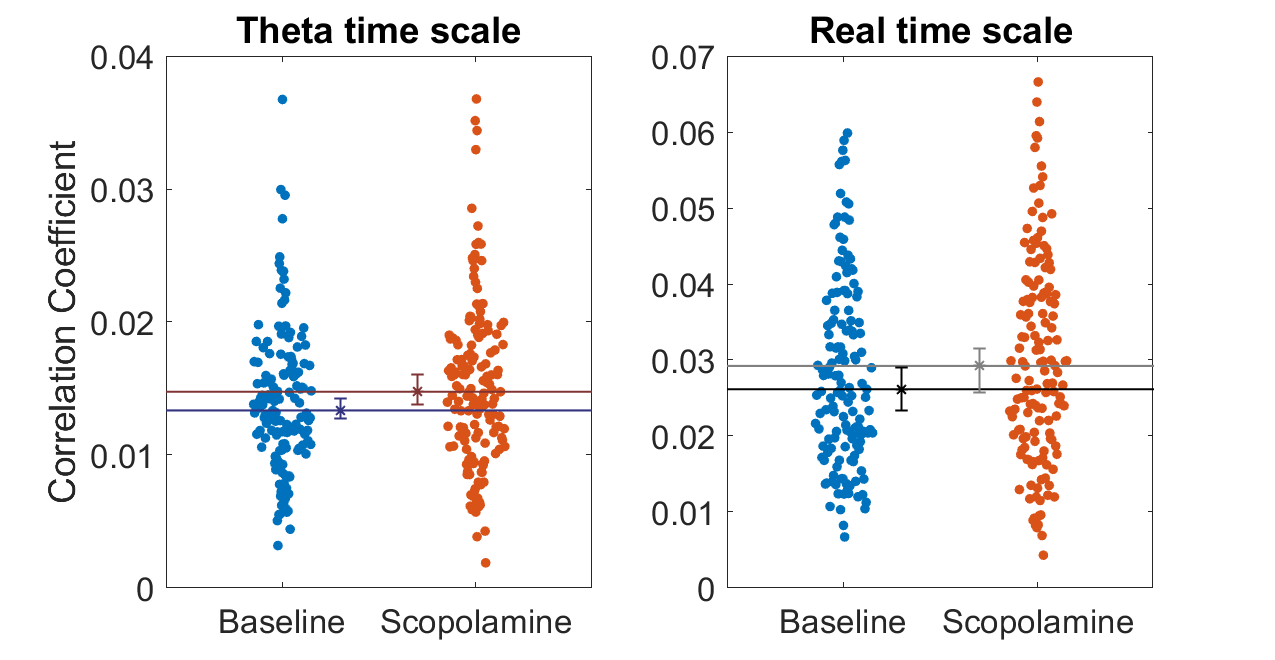 Theta time scale
Real time scale
Correlation Coefficient
0.04
0.03
0.02
0.01
0
Baseline
Scopolamine
0.07
0.06
0.05
0.04
0.03
0.02
0.01
0
Baseline
Scopolamine